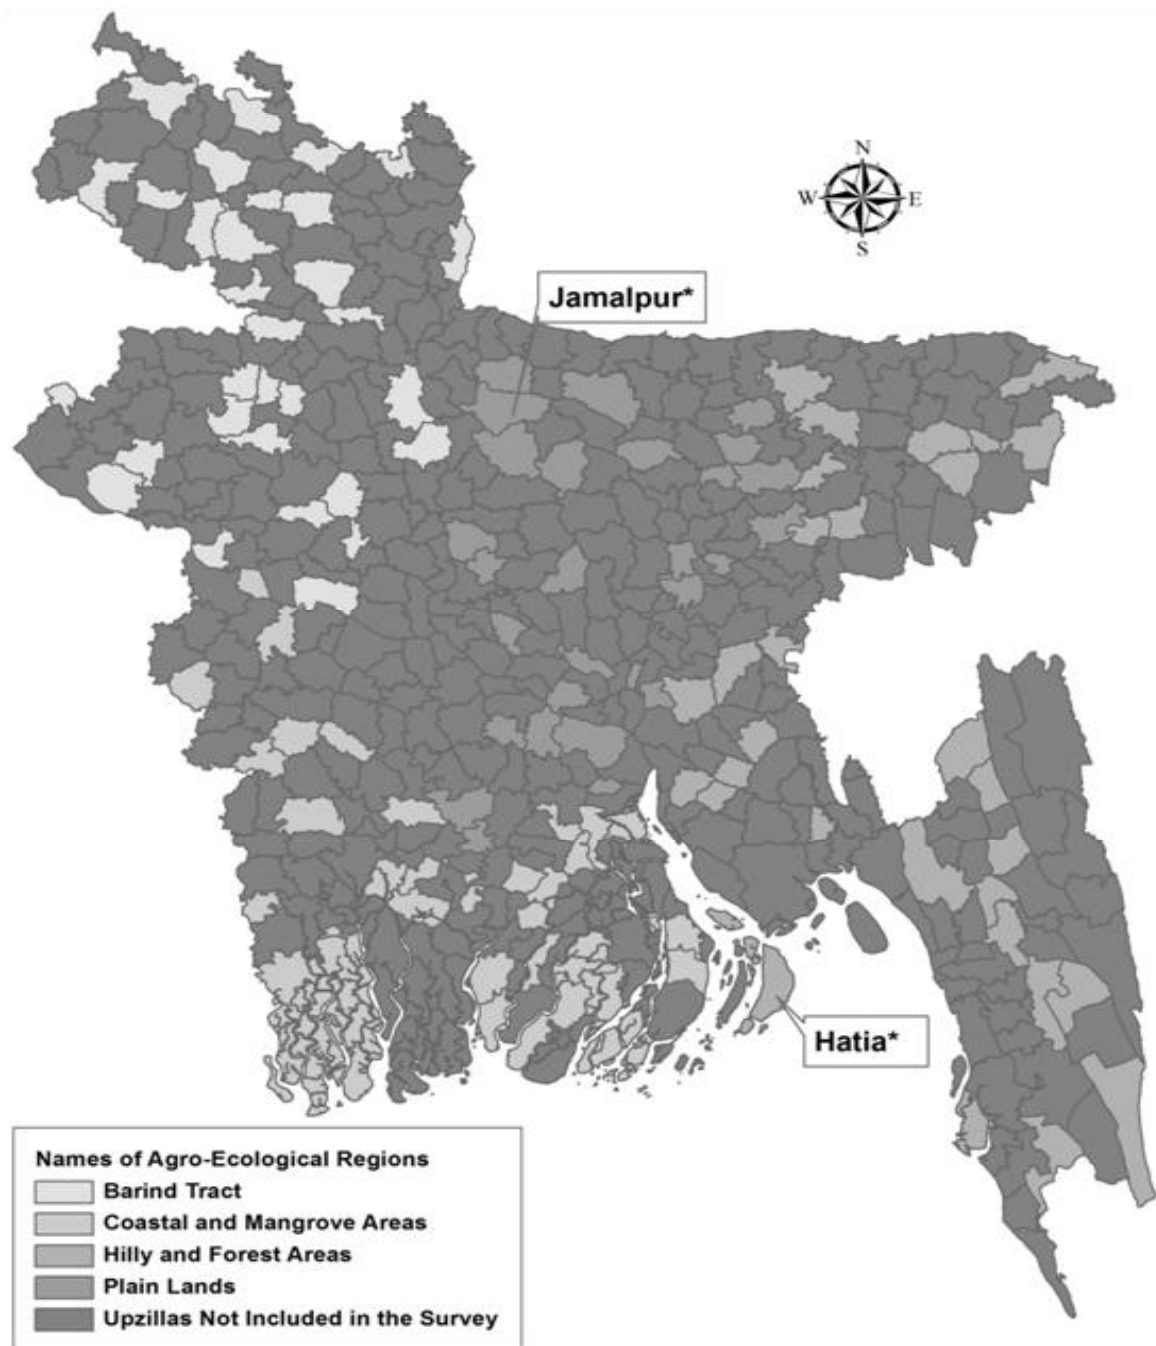 N
W E
S
Jamalpur*
Hatia*
Names of Agro-Ecological Regions
Barind Tract
Coastal and Mangrove Areas
Hilly and Forest Areas
Plain Lands
Upzillas Not Included in the Survey